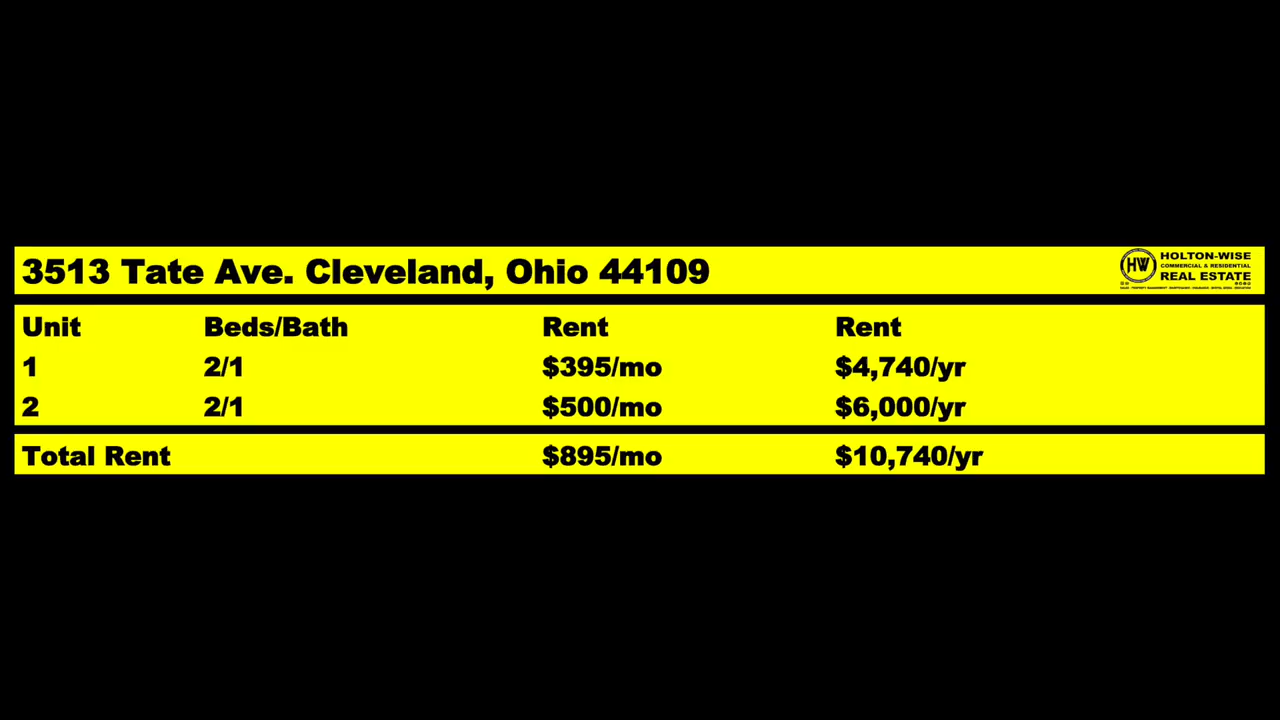 3513 Tate Ave. Cleveland, Ohio 44109
HW
HOLTON-WISE
COMMERCIAL & RESIDENTIAL
REAL ESTATE
Unit Beds/Bath Rent Rent
1 2/1 $395/mo $4,740/yr
2 2/1 $500/mo $6,000/yr
Total Rent $895/mo $10,740/yr